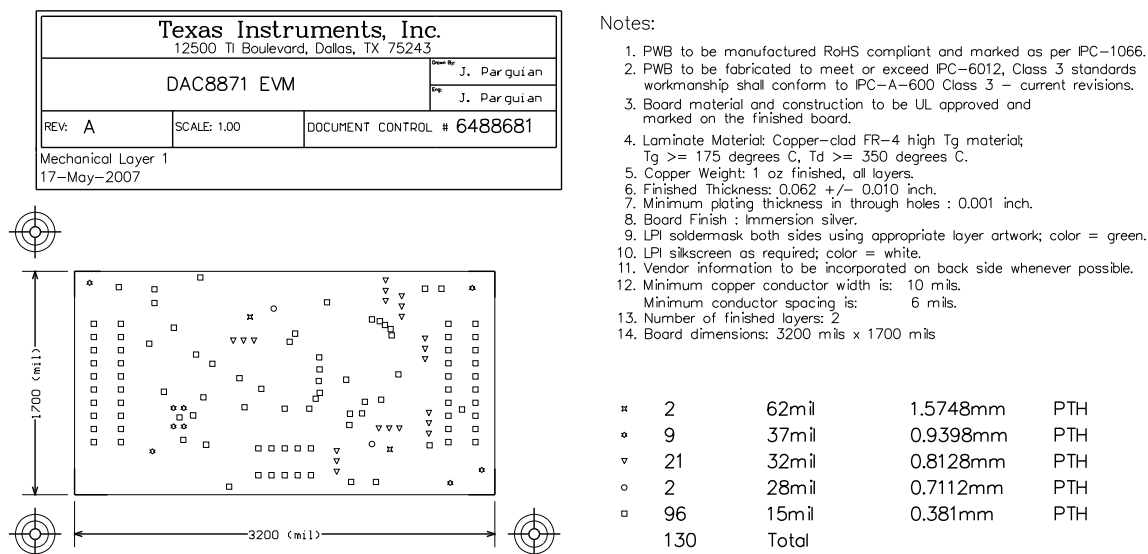 Texas Instruments, Inc.
12500 TI Boulevard, Dallas, TX 75243
DAC8871 EVM
Drawn By:
J. Parguian
Eng:
J. Parguian
REV: A
SCALE: 1.00
DOCUMENT CONTROL # 6488681
Mechanical Layer 1
17-May-2007
Notes:
1. PWB to be manufactured RoHS compliant and marked as per IPC-1066.
2. PWB to be fabricated to meet or exceed IPC-6012, Class 3 standards
workmanship shall conform to IPC-A-600 Class 3 - current revisions.
3. Board material and construction to be UL approved and
marked on the finished board.
4. Laminate Material: Copper-clad FR-4 high Tg material;
Tg >= 175 degrees C, Td >= 350 degrees C.
5. Copper Weight: 1 oz finished, all layers.
6. Finished Thickness: 0.062 +/- 0.010 inch.
7. Minimum plating thickness in through holes : 0.001 inch.
8. Board Finish : Immersion silver.
9. LPI soldermask both sides using appropriate layer artwork; color = green.
10. LPI silkscreen as required; color = white.
11. Vendor information to be incorporated on back side whenever possible.
12. Minimum copper conductor width is: 10 mils.
Minimum conductor spacing is: 6 mils.
13. Number of finished layers: 2
14. Board dimensions: 3200 mils x 1700 mils
1700 (mil)
3200 (mil)
2 62mil 1.5748mm PTH
9 37mil 0.9398mm PTH
21 32mil 0.8128mm PTH
2 28mil 0.7112mm PTH
96 15mil 0.381mm PTH
130 Total